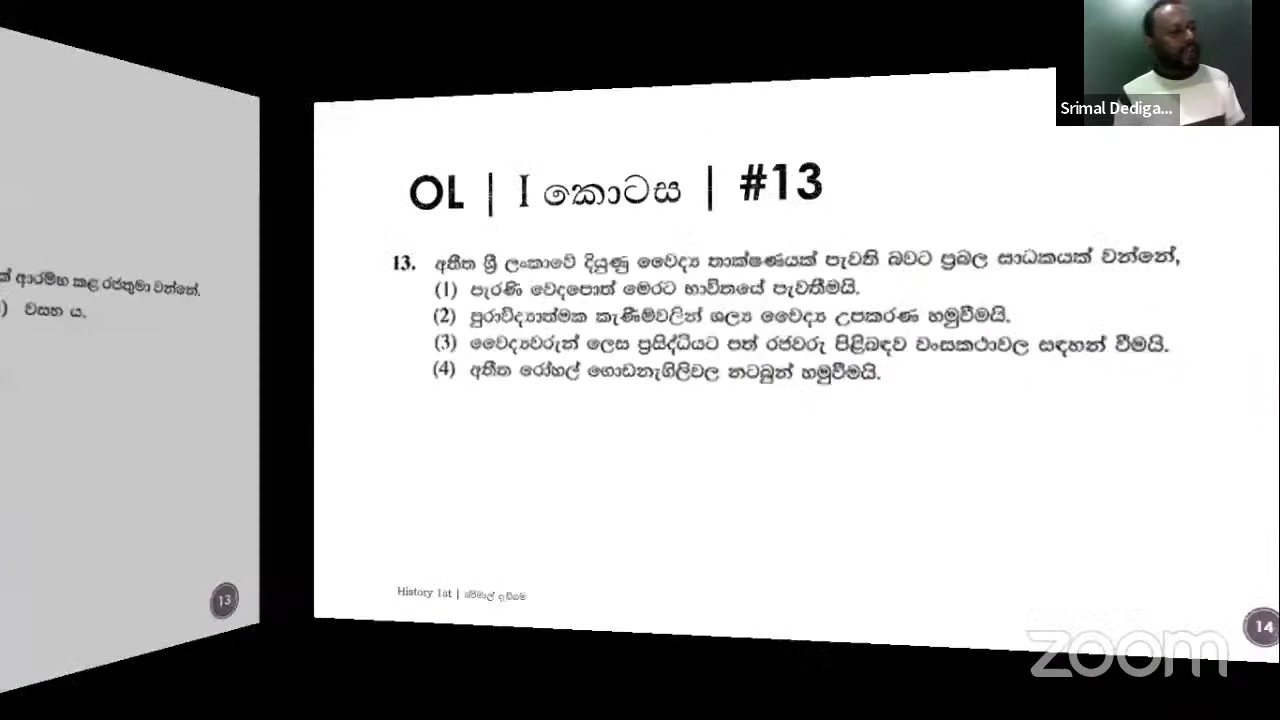 Srimal Dediga...
OL | I කොටස | #13
ක් ආරම්භ කළ රජතුමා වන්නේ.
) වසභ ය.
13
13. අතීත ශ්‍රී ලංකාවේ දියුණු වෛද්‍ය තාක්ෂණයක් පැවති බවට ප්‍රබල සාධකයක් වන්නේ,
(1) පැරණි වෙදපොත් මෙරට භාවිතයේ පැවතීමයි.
(2) පුරාවිද්‍යාත්මක කැණීම්වලින් ශල්‍ය වෛද්‍ය උපකරණ හමුවීමයි.
(3) වෛද්‍යවරුන් ලෙස ප්‍රසිද්ධියට පත් රජවරු පිළිබඳව වංසකථාවල සඳහන් වීමයි.
(4) අතීත රෝහල් ගොඩනැගිලිවල නටබුන් හමුවීමයි.
History 1st | ශ්‍රීමාල් දැඩිගම
14
zoom